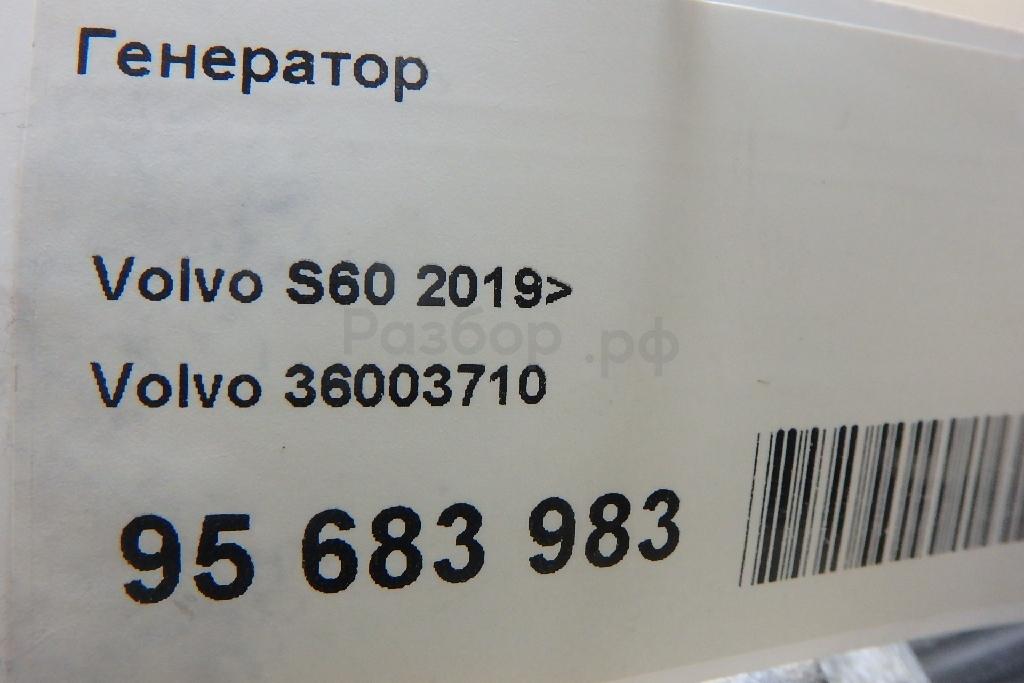 Генератор
Volvo S60 2019>
Разбор.рф
Volvo 36003710
95 683 983